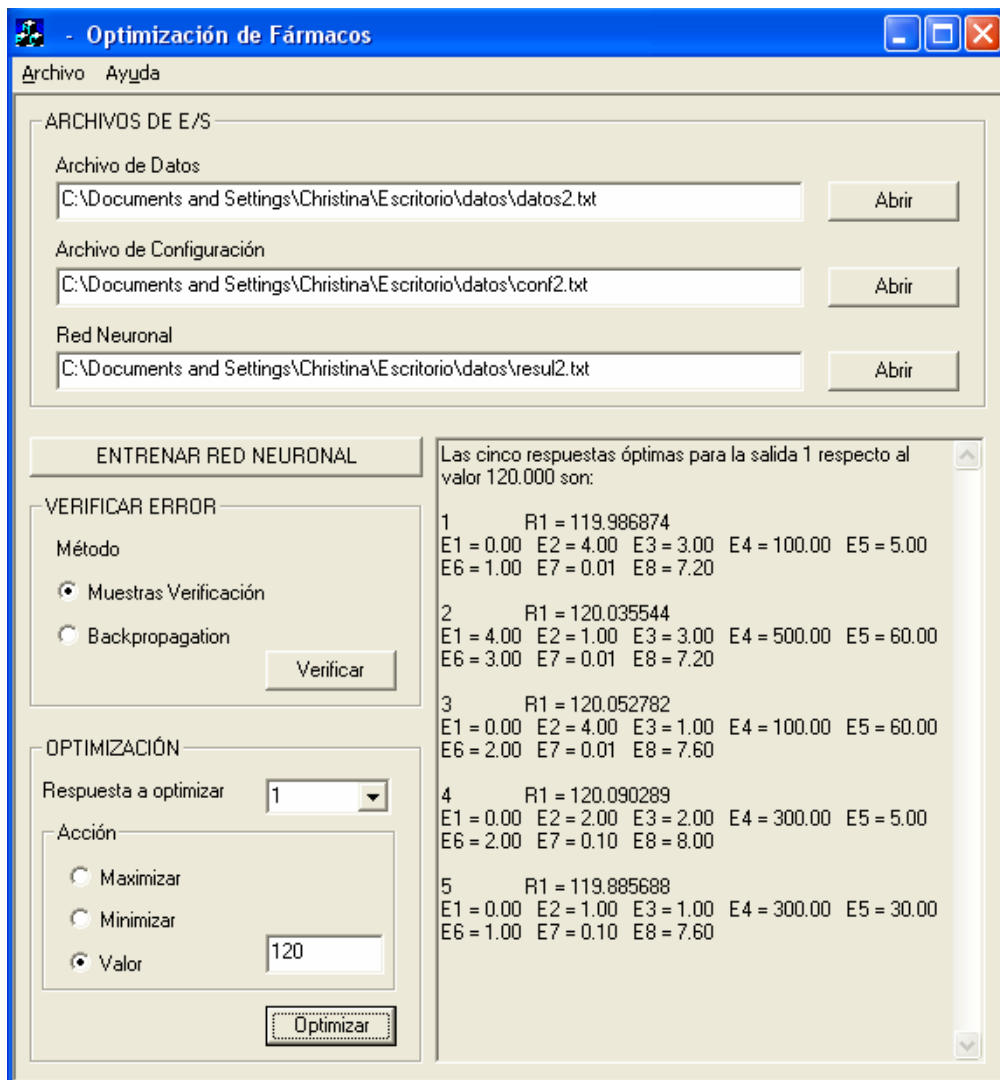 - Optimización de Fármacos
Archivo Ayuda
ARCHIVOS DE E/S
Archivo de Datos
C:\Documents and Settings\Christina\Escritorio\datos\datos2.txt
Abrir
Archivo de Configuración
C:\Documents and Settings\Christina\Escritorio\datos\conf2.txt
Abrir
Red Neuronal
C:\Documents and Settings\Christina\Escritorio\datos\resul2.txt
Abrir
ENTRENAR RED NEURONAL
VERIFICAR ERROR
Método
Muestras Verificación
Backpropagation
Verificar
OPTIMIZACIÓN
Respuesta a optimizar
1
Acción
Maximizar
Minimizar
Valor
120
Optimizar
Las cinco respuestas óptimas para la salida 1 respecto al
valor 120.000 son:
1 R1 = 119.986874
E1 = 0.00 E2 = 4.00 E3 = 3.00 E4 = 100.00 E5 = 5.00
E6 = 1.00 E7 = 0.01 E8 = 7.20
2 R1 = 120.035544
E1 = 4.00 E2 = 1.00 E3 = 3.00 E4 = 500.00 E5 = 60.00
E6 = 3.00 E7 = 0.01 E8 = 7.20
3 R1 = 120.052782
E1 = 0.00 E2 = 4.00 E3 = 1.00 E4 = 100.00 E5 = 60.00
E6 = 2.00 E7 = 0.01 E8 = 7.60
4 R1 = 120.090289
E1 = 0.00 E2 = 2.00 E3 = 2.00 E4 = 300.00 E5 = 5.00
E6 = 2.00 E7 = 0.10 E8 = 8.00
5 R1 = 119.885688
E1 = 0.00 E2 = 1.00 E3 = 1.00 E4 = 300.00 E5 = 30.00
E6 = 1.00 E7 = 0.10 E8 = 7.60